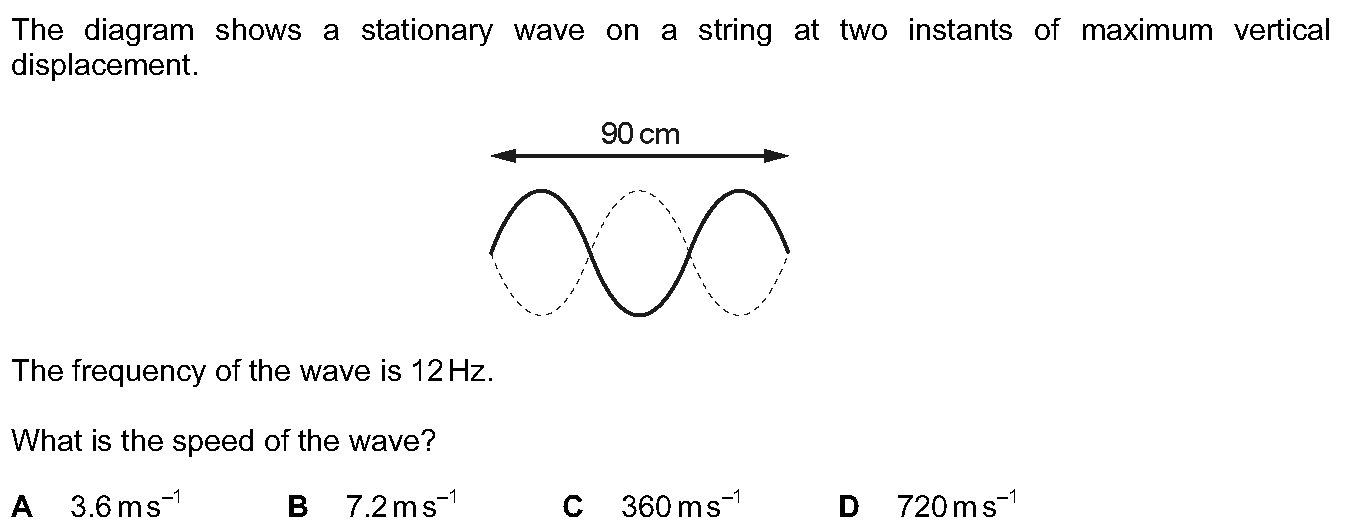 The diagram shows a stationary wave on a string at two instants of maximum vertical
displacement.
90 cm
The frequency of the wave is 12 Hz.
What is the speed of the wave?
A 3.6 m s⁻¹ B 7.2 m s⁻¹ C 360 m s⁻¹ D 720 m s⁻¹